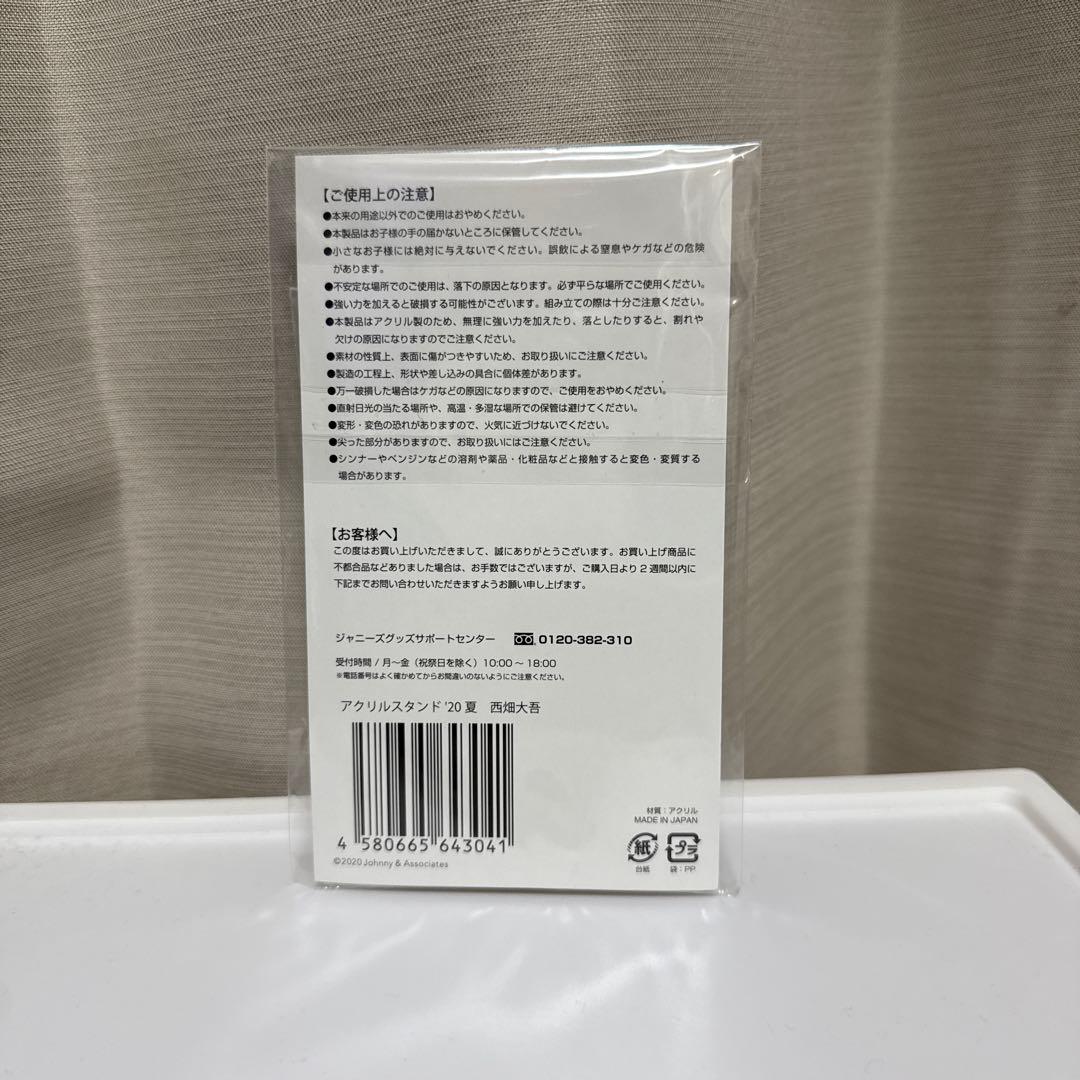 【ご使用上の注意】
●本来の用途以外でのご使用はおやめください。
●本製品はお子様の手の届かないところに保管してください。
●小さなお子様には絶対に与えないでください。誤飲による窒息やケガなどの危険
があります。
●不安定な場所でのご使用は、落下の原因となります。必ず平らな場所でご使用ください。
●強い力を加えると破損する可能性がございます。組み立ての際は十分ご注意ください。
●本製品はアクリル製のため、無理に強い力を加えたり、落としたりすると、割れや
欠けの原因になりますのでご注意ください。
●素材の性質上、表面に傷がつきやすいため、お取り扱いにご注意ください。
●製造の工程上、形状や差し込みの具合に個体差があります。
●万一破損した場合はケガなどの原因になりますので、ご使用をおやめください。
●直射日光の当たる場所や、高温・多湿な場所での保管は避けてください。
●変形・変色の恐れがありますので、火気に近づけないでください。
●尖った部分がありますので、お取り扱いにはご注意ください。
●シンナーやベンジンなどの溶剤や薬品・化粧品などと接触すると変色・変質する
場合があります。
【お客様へ】
この度はお買い上げいただきまして、誠にありがとうございます。お買い上げ商品に
不都合品などありました場合は、お手数ではございますが、ご購入日より2週間以内に
下記までお問い合わせいただきますようお願い申し上げます。
ジャニーズグッズサポートセンター 0120-382-310
受付時間 / 月～金（祝祭日を除く）10:00～18:00
※電話番号はよく確かめてからお間違いのないようにご注意ください。
アクリルスタンド '20 夏 西畑大吾
4 580665 643041
©2020 Johnny & Associates
材質：アクリル
MADE IN JAPAN
紙 プラ
台紙 袋：PP